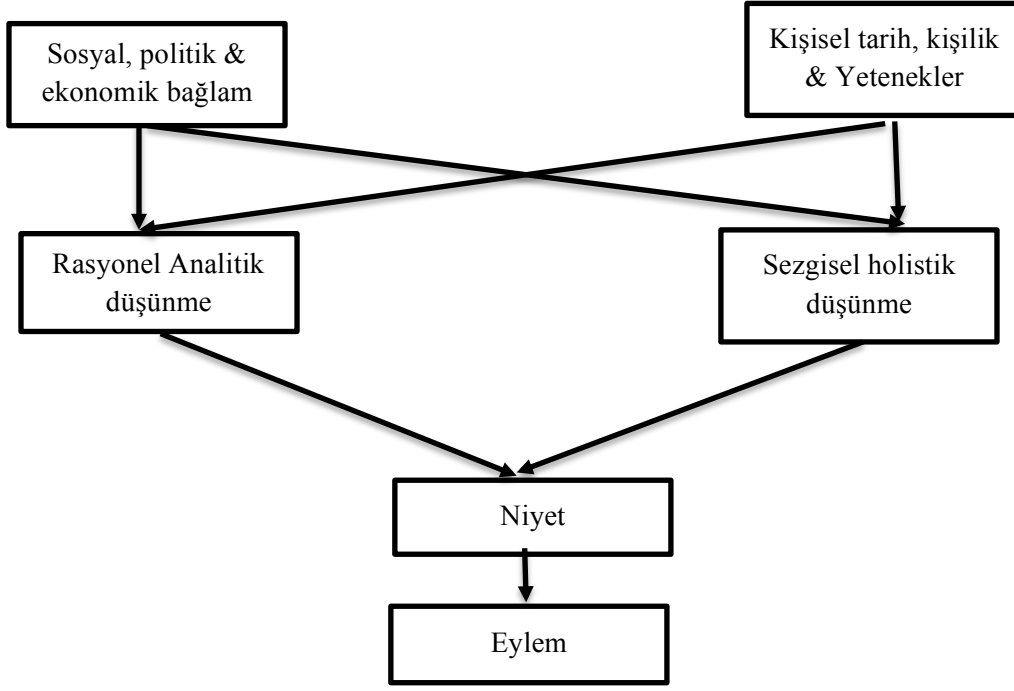 Sosyal, politik &
ekonomik bağlam
Kişisel tarih, kişilik
& Yetenekler
Rasyonel Analitik
düşünme
Sezgisel holistik
düşünme
Niyet
Eylem